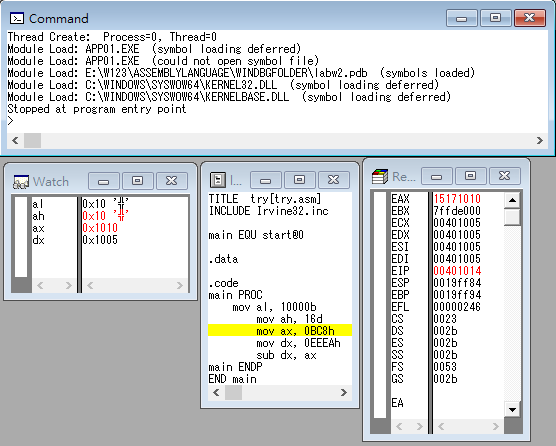 Command
Thread Create:  Process=0, Thread=0
Module Load: APP01.EXE  (symbol loading deferred)
Module Load: APP01.EXE  (could not open symbol file)
Module Load: E:\W123\ASSEMBLYLANGUAGE\WINDBGFOLDER\labw2.pdb  (symbols loaded)
Module Load: C:\WINDOWS\SYSWOW64\KERNEL32.DLL  (symbol loading deferred)
Module Load: C:\WINDOWS\SYSWOW64\KERNELBASE.DLL  (symbol loading deferred)
Stopped at program entry point
>
Watch
al 0x10 '╬'
ah 0x10 '╬'
ax 0x1010
dx 0x1005
l...
TITLE  try[try.asm]
INCLUDE Irvine32.inc
main EQU start@0
.data
.code
main PROC
mov al, 10000b
mov ah, 16d
mov ax, 0BC8h
mov dx, 0EEEAh
sub dx, ax
main ENDP
END main
Re...
EAX 15171010
EBX 7ffde000
ECX 00401005
EDX 00401005
ESI 00401005
EDI 00401005
EIP 00401014
ESP 0019ff84
EBP 0019ff94
EFL 00000246
CS 0023
DS 002b
ES 002b
SS 002b
FS 0053
GS 002b
EA